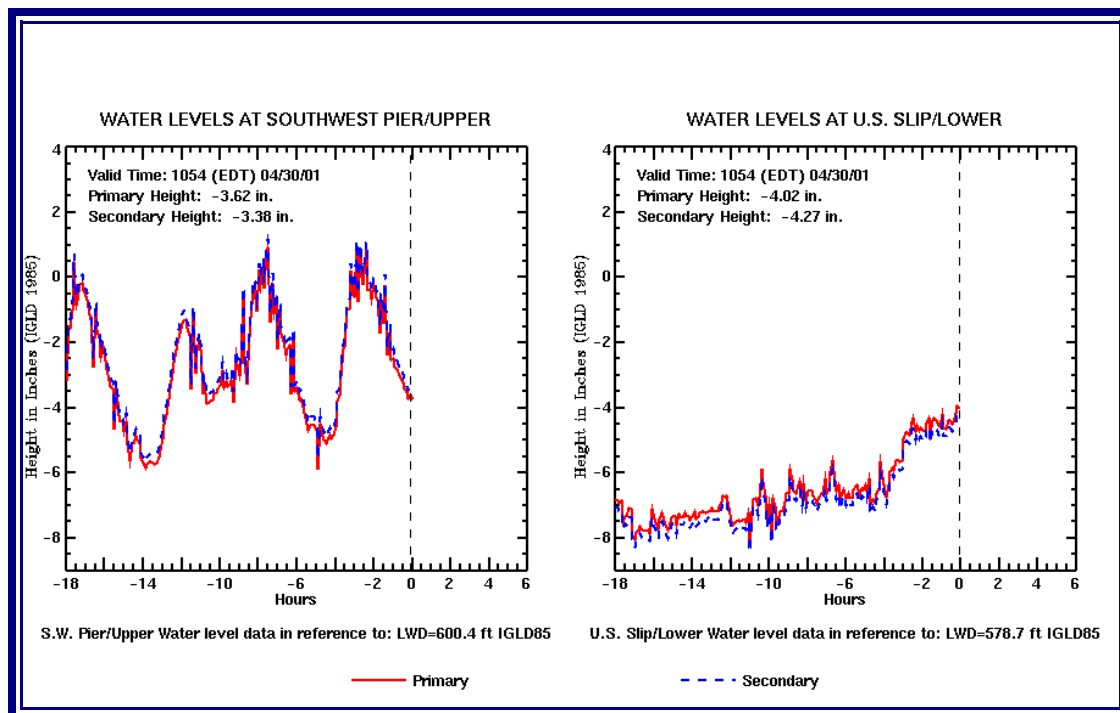 WATER LEVELS AT SOUTHWEST PIER/UPPER
Valid Time: 1054 (EDT) 04/30/01
Primary Height: -3.62 in.
Secondary Height: -3.38 in.
Height in Inches (IGLD 1985)
4
2
0
-2
-4
-6
-8
-18 -14 -10 -6 -2 0 2 4 6
Hours
S.W. Pier/Upper Water level data in reference to: LWD=600.4 ft IGLD85
WATER LEVELS AT U.S. SLIP/LOWER
Valid Time: 1054 (EDT) 04/30/01
Primary Height: -4.02 in.
Secondary Height: -4.27 in.
Height in Inches (IGLD 1985)
4
2
0
-2
-4
-6
-8
-18 -14 -10 -6 -2 0 2 4 6
Hours
U.S. Slip/Lower Water level data in reference to: LWD=578.7 ft IGLD85
Primary
Secondary